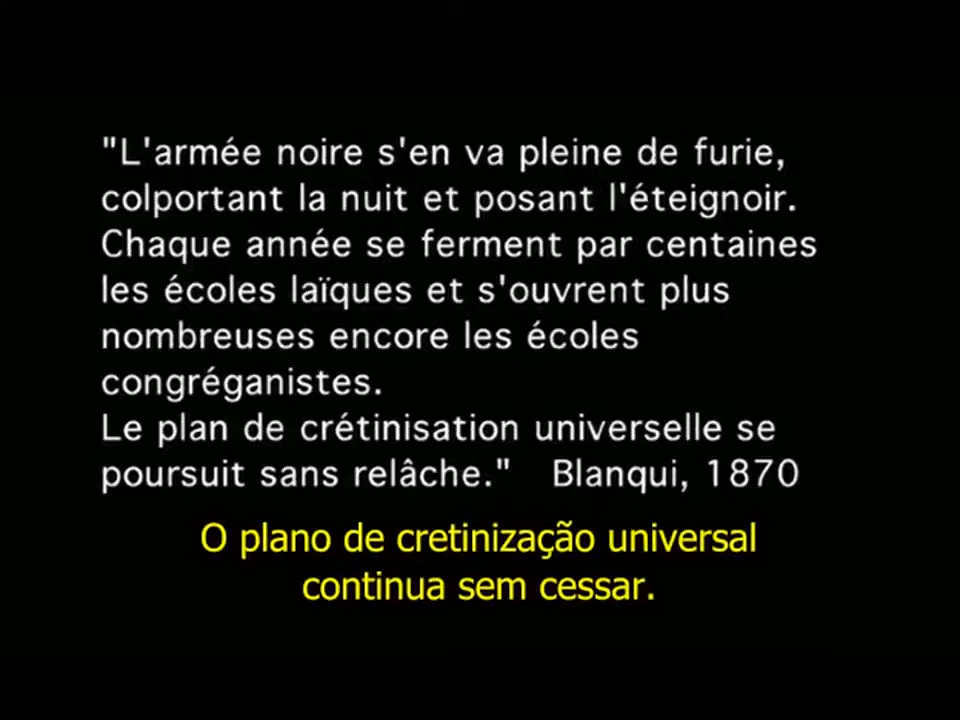 "L'armée noire s'en va pleine de furie,
colportant la nuit et posant l'éteignoir.
Chaque année se ferment par centaines
les écoles laïques et s'ouvrent plus
nombreuses encore les écoles
congréganistes.
Le plan de crétinisation universelle se
poursuit sans relâche." Blanqui, 1870
O plano de cretinização universal
continua sem cessar.